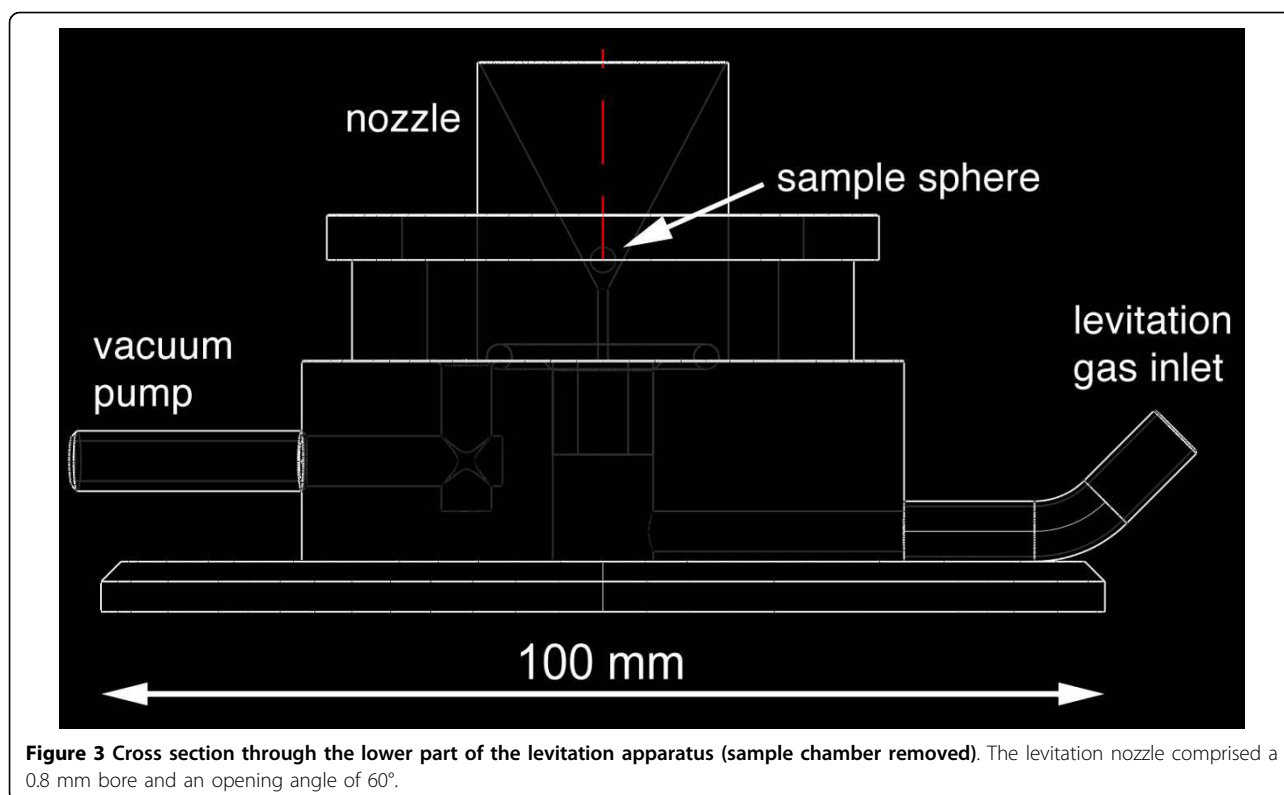 nozzle
sample sphere
vacuum
pump
levitation
gas inlet
100 mm
Figure 3 Cross section through the lower part of the levitation apparatus (sample chamber removed). The levitation nozzle comprised a
0.8 mm bore and an opening angle of 60°.